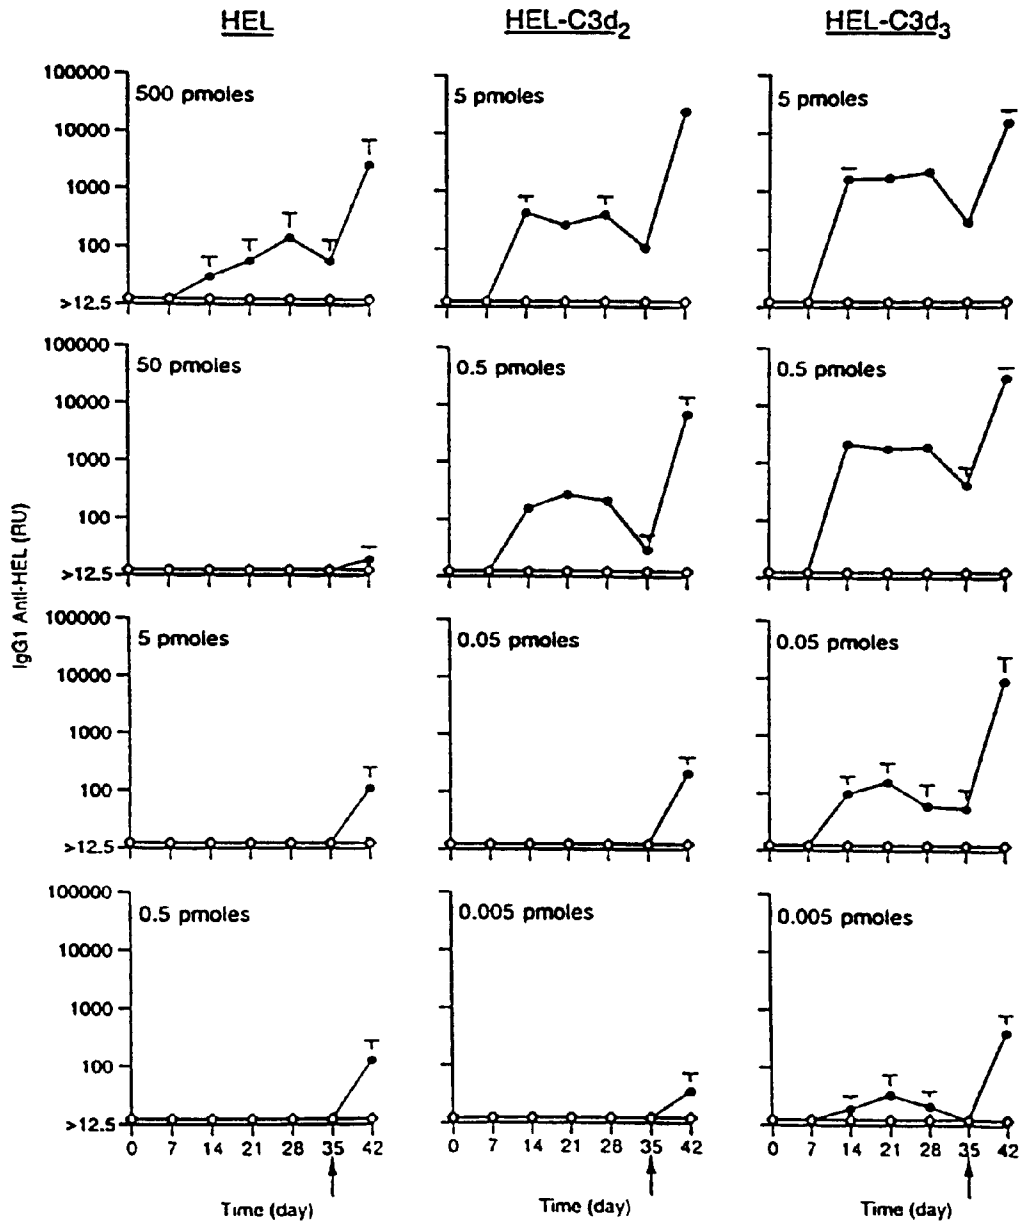 HEL HEL-C3d2 HEL-C3d3
IgG1 Anti-HEL (RU)
100000
10000
1000
100
>12.5
500 pmoles
5 pmoles
5 pmoles
100000
10000
1000
100
>12.5
50 pmoles
0.5 pmoles
0.5 pmoles
100000
10000
1000
100
>12.5
5 pmoles
0.05 pmoles
0.05 pmoles
100000
10000
1000
100
>12.5
0.5 pmoles
0.005 pmoles
0.005 pmoles
0 7 14 21 28 35 42
0 7 14 21 28 35 42
0 7 14 21 28 35 42
Time (day)
Time (day)
Time (day)